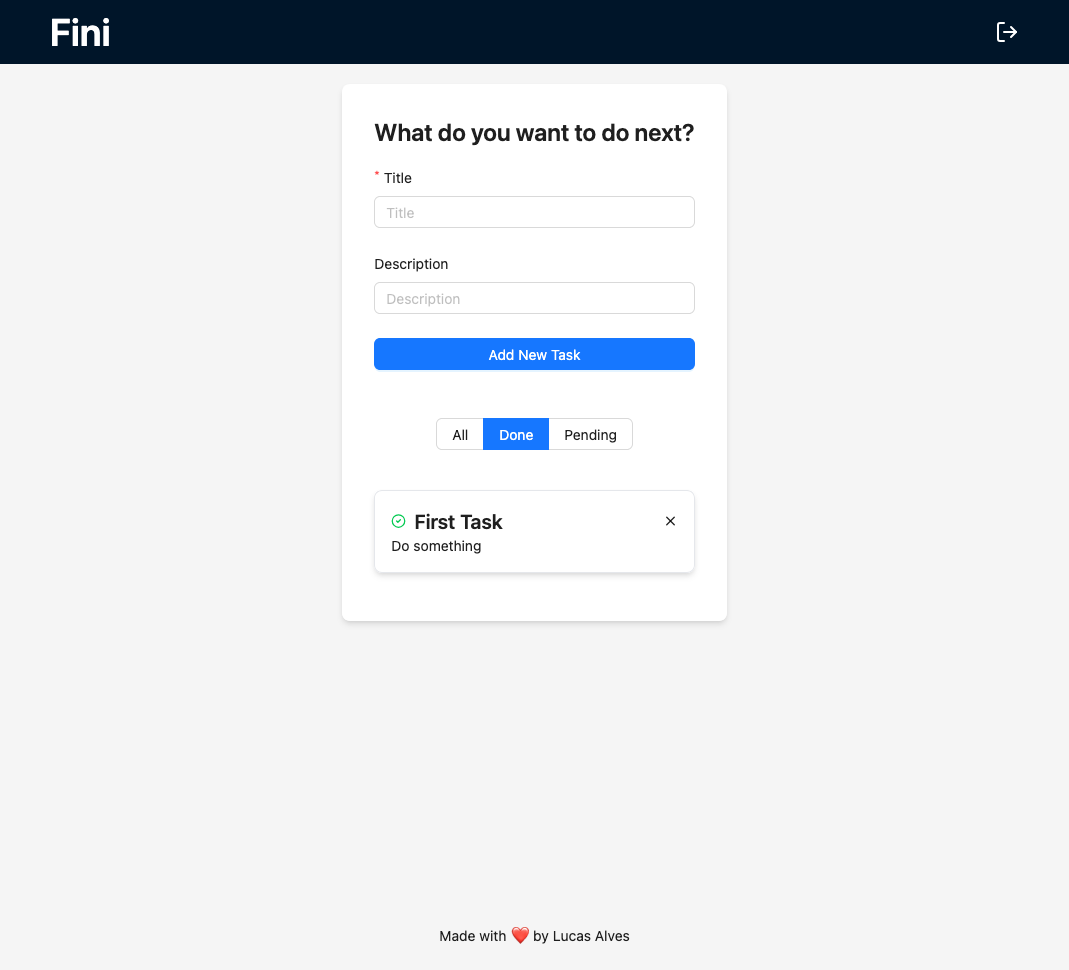 Fini
What do you want to do next?
* Title
Title
Description
Description
Add New Task
All Done Pending
First Task
Do something
Made with ❤️ by Lucas Alves